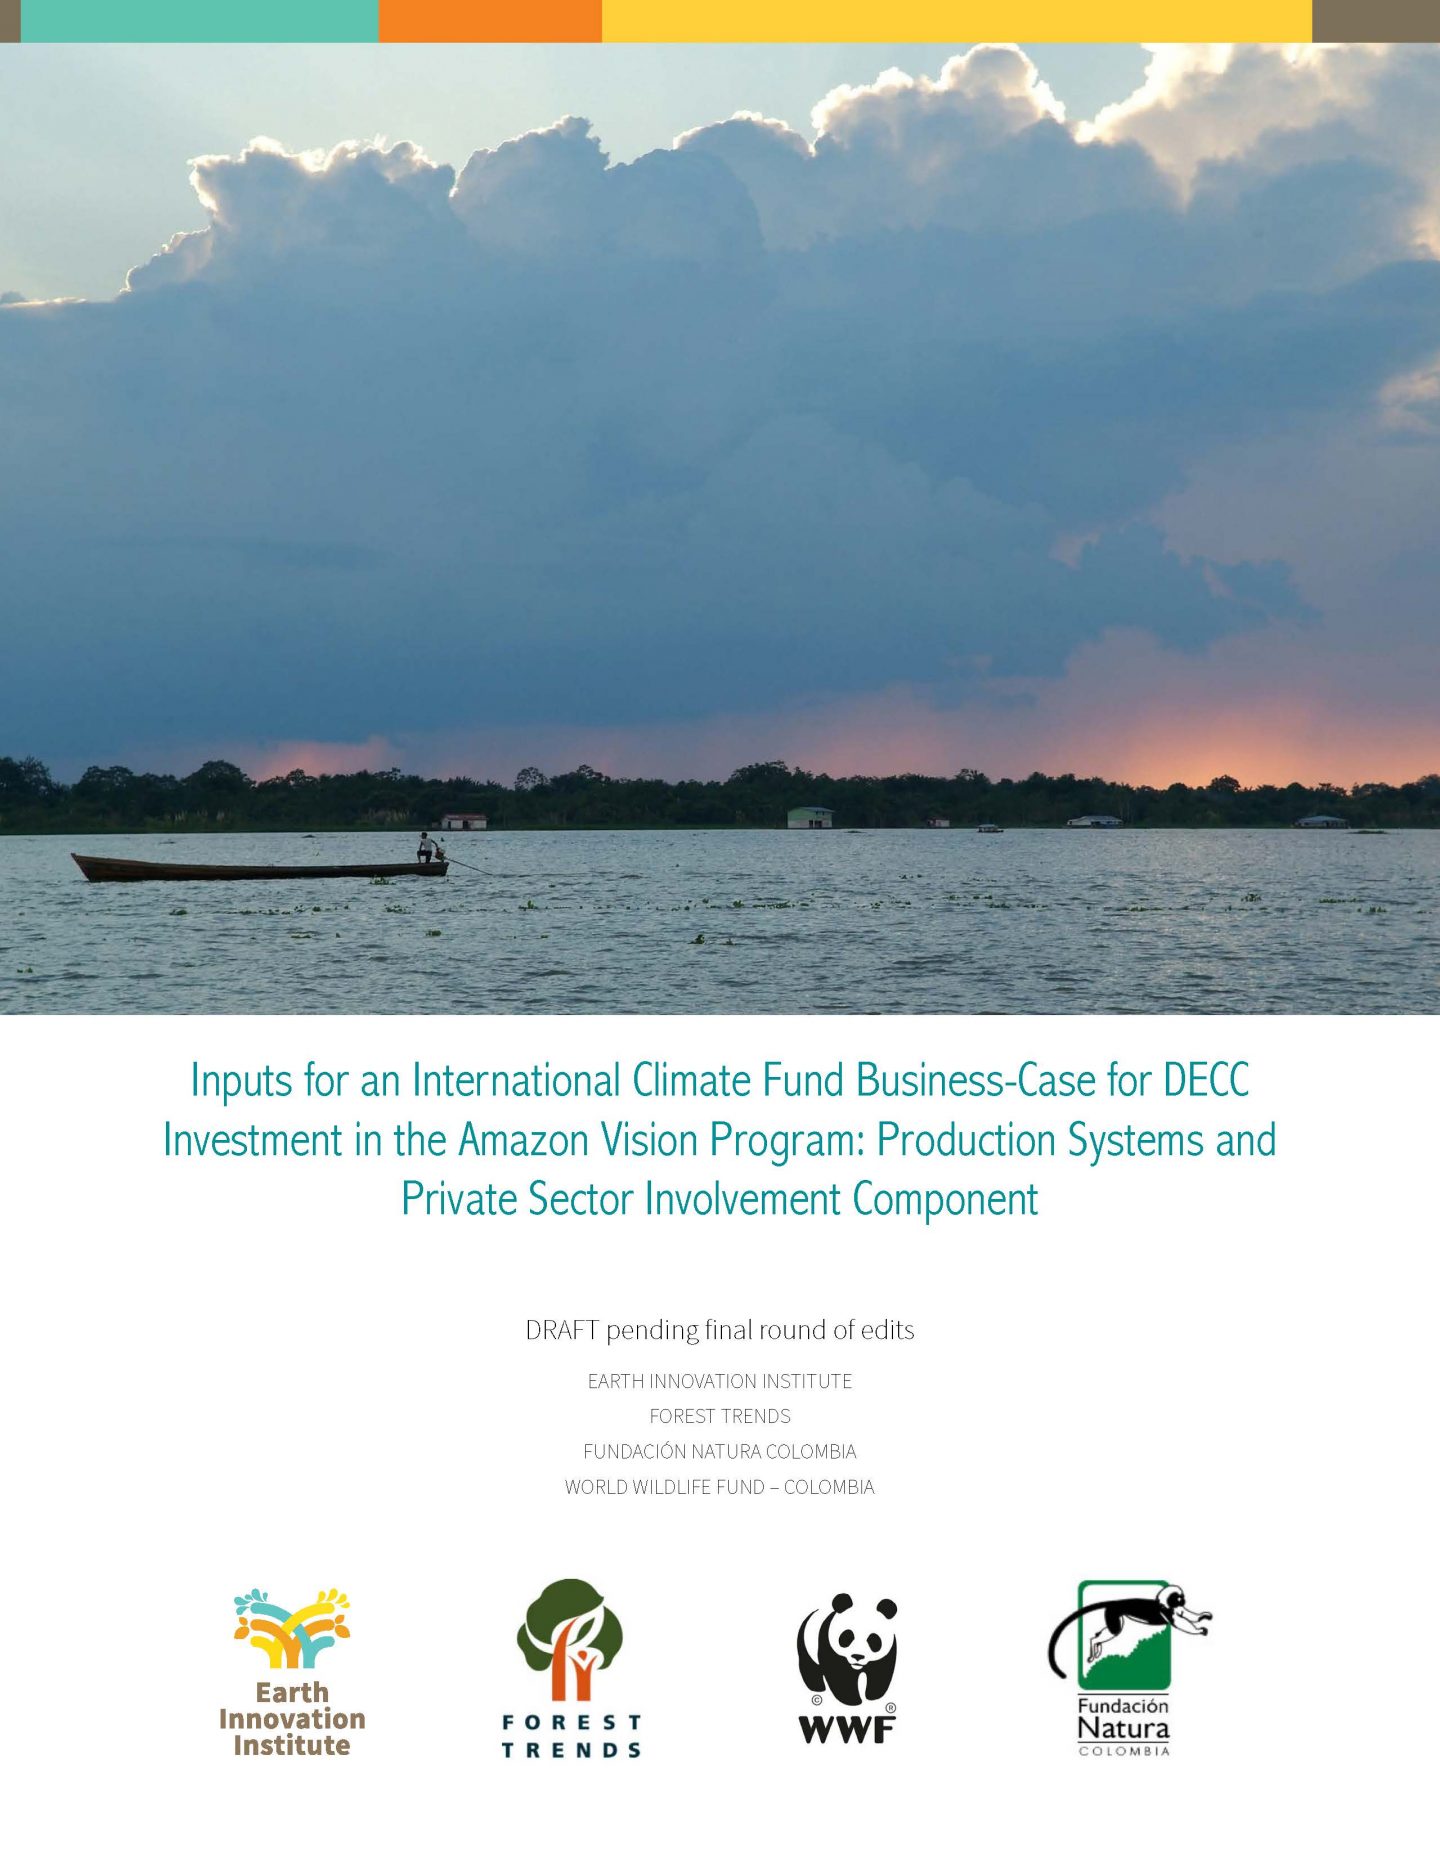 Inputs for an International Climate Fund Business-Case for DECC
Investment in the Amazon Vision Program: Production Systems and
Private Sector Involvement Component
DRAFT pending final round of edits
EARTH INNOVATION INSTITUTE
FOREST TRENDS
FUNDACIÓN NATURA COLOMBIA
WORLD WILDLIFE FUND – COLOMBIA
Earth
Innovation
Institute
FOREST
TRENDS
© ®
WWF
Fundación
Natura
COLOMBIA